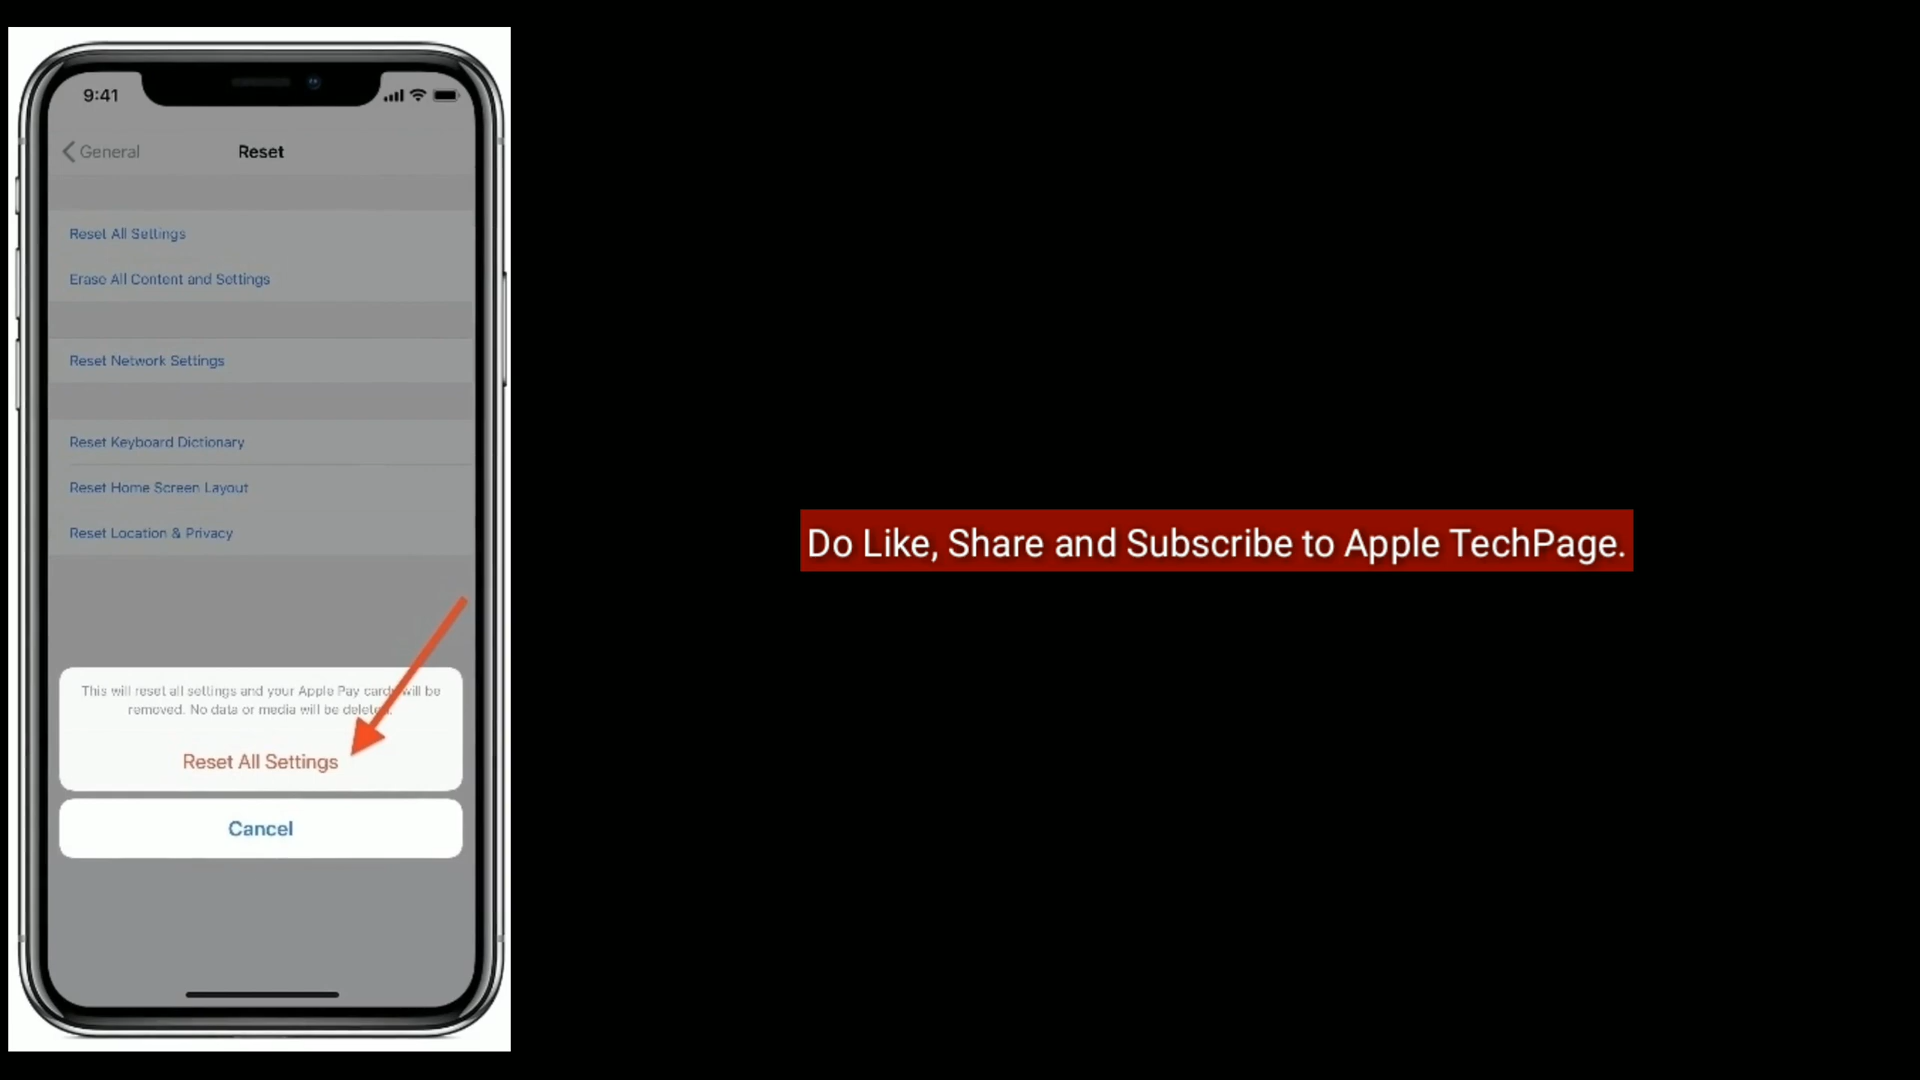 9:41
General
Reset
Reset All Settings
Erase All Content and Settings
Reset Network Settings
Reset Keyboard Dictionary
Reset Home Screen Layout
Reset Location & Privacy
This will reset all settings and your Apple Pay cards will be
removed. No data or media will be deleted.
Reset All Settings
Cancel
Do Like, Share and Subscribe to Apple TechPage.